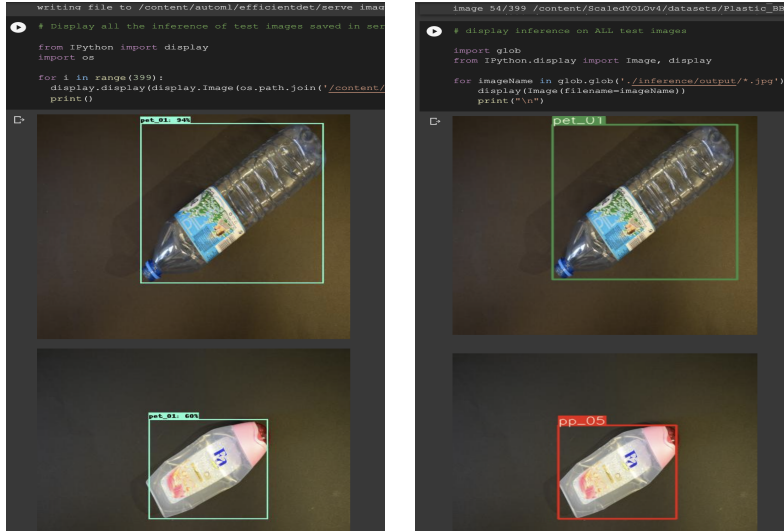 writing file to /content/automl/efficientdet/serve imag
# Display all the inference of test images saved in ser
from IPython import display
import os
for i in range(399):
display.display(display.Image(os.path.join('/content/
print()
pet_01: 94%
pet_01: 60%
Fa
image 54/399 /content/ScaledYOLOv4/datasets/Plastic_BB
# display inference on ALL test images
import glob
from IPython.display import Image, display
for imageName in glob.glob('./inference/output/*.jpg')
display(Image(filename=imageName))
print("\n")
pet_01
pp_05
Fa